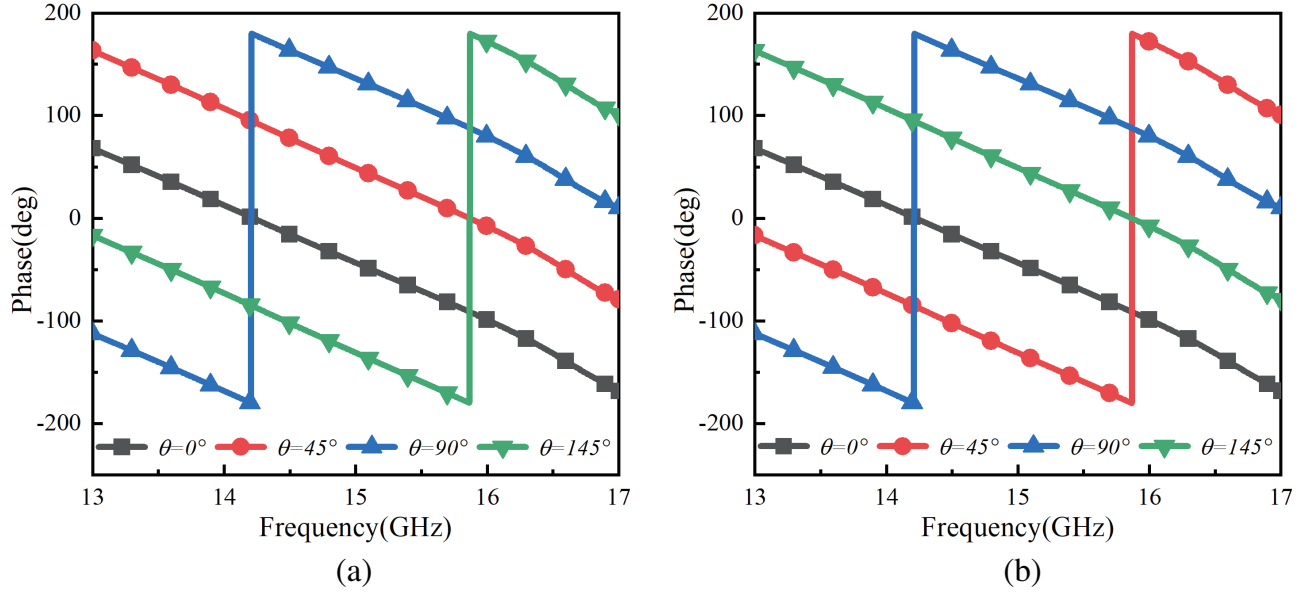 200
100
0
-100
-200
Phase(deg)
θ=0° θ=45° θ=90° θ=145°
13 14 15 16 17
Frequency(GHz)
(a)
200
100
0
-100
-200
Phase(deg)
θ=0° θ=45° θ=90° θ=145°
13 14 15 16 17
Frequency(GHz)
(b)